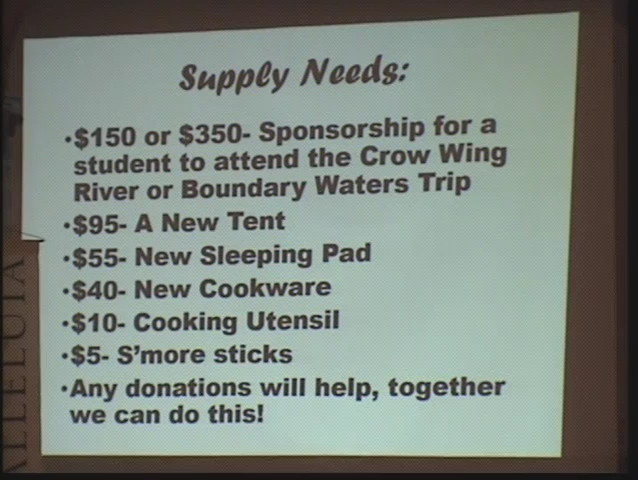 Supply Needs:
•$150 or $350- Sponsorship for a
student to attend the Crow Wing
River or Boundary Waters Trip
•$95- A New Tent
•$55- New Sleeping Pad
•$40- New Cookware
•$10- Cooking Utensil
•$5- S'more sticks
•Any donations will help, together
we can do this!
ALLELUIA